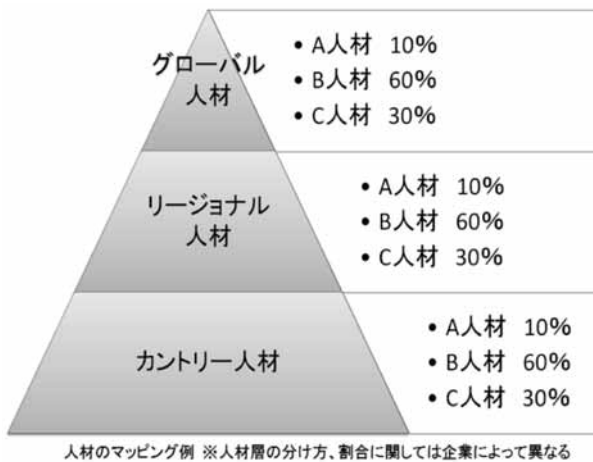 グローバル
人材
• A人材 10%
• B人材 60%
• C人材 30%
リージョナル
人材
• A人材 10%
• B人材 60%
• C人材 30%
カントリー人材
• A人材 10%
• B人材 60%
• C人材 30%
人材のマッピング例 ※人材層の分け方、割合に関しては企業によって異なる